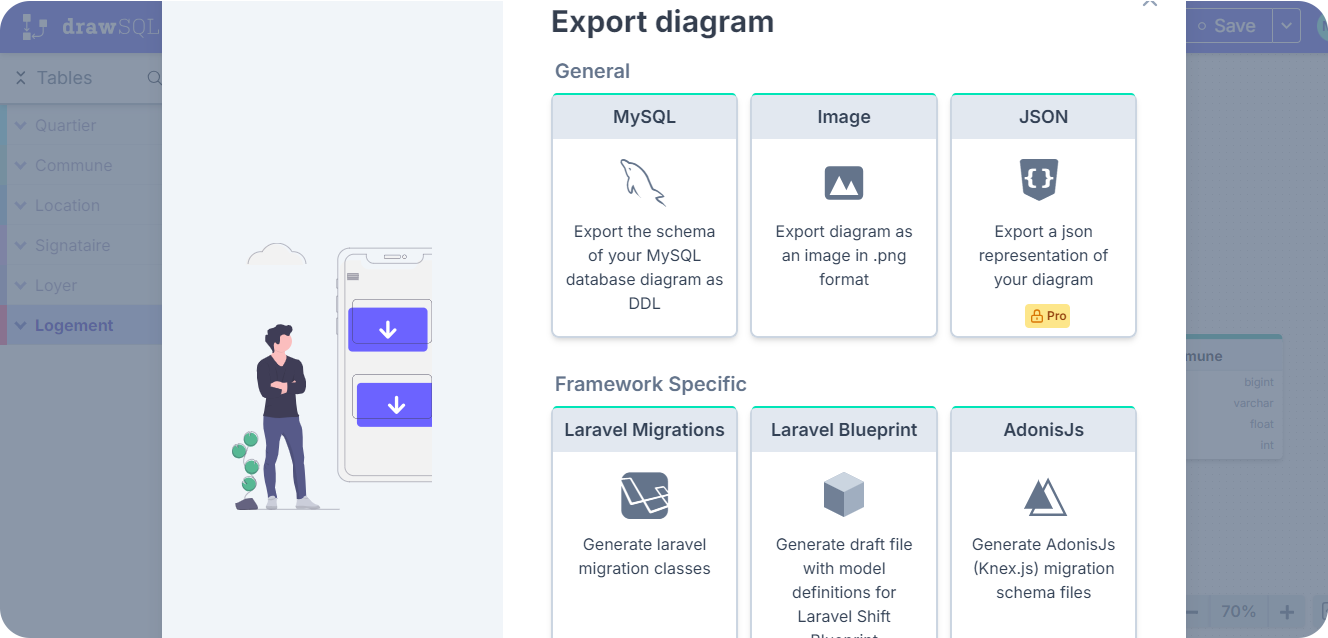 drawSQL
Save
Tables
Quartier
Commune
Location
Signataire
Loyer
Logement
Export diagram
General
MySQL
Export the schema
of your MySQL
database diagram as
DDL
Image
Export diagram as
an image in .png
format
JSON
Export a json
representation of
your diagram
Pro
Framework Specific
Laravel Migrations
Generate laravel
migration classes
Laravel Blueprint
Generate draft file
with model
definitions for
Laravel Shift
Blueprint
AdonisJs
Generate AdonisJs
(Knex.js) migration
schema files
mune
bigint
varchar
float
int
70%